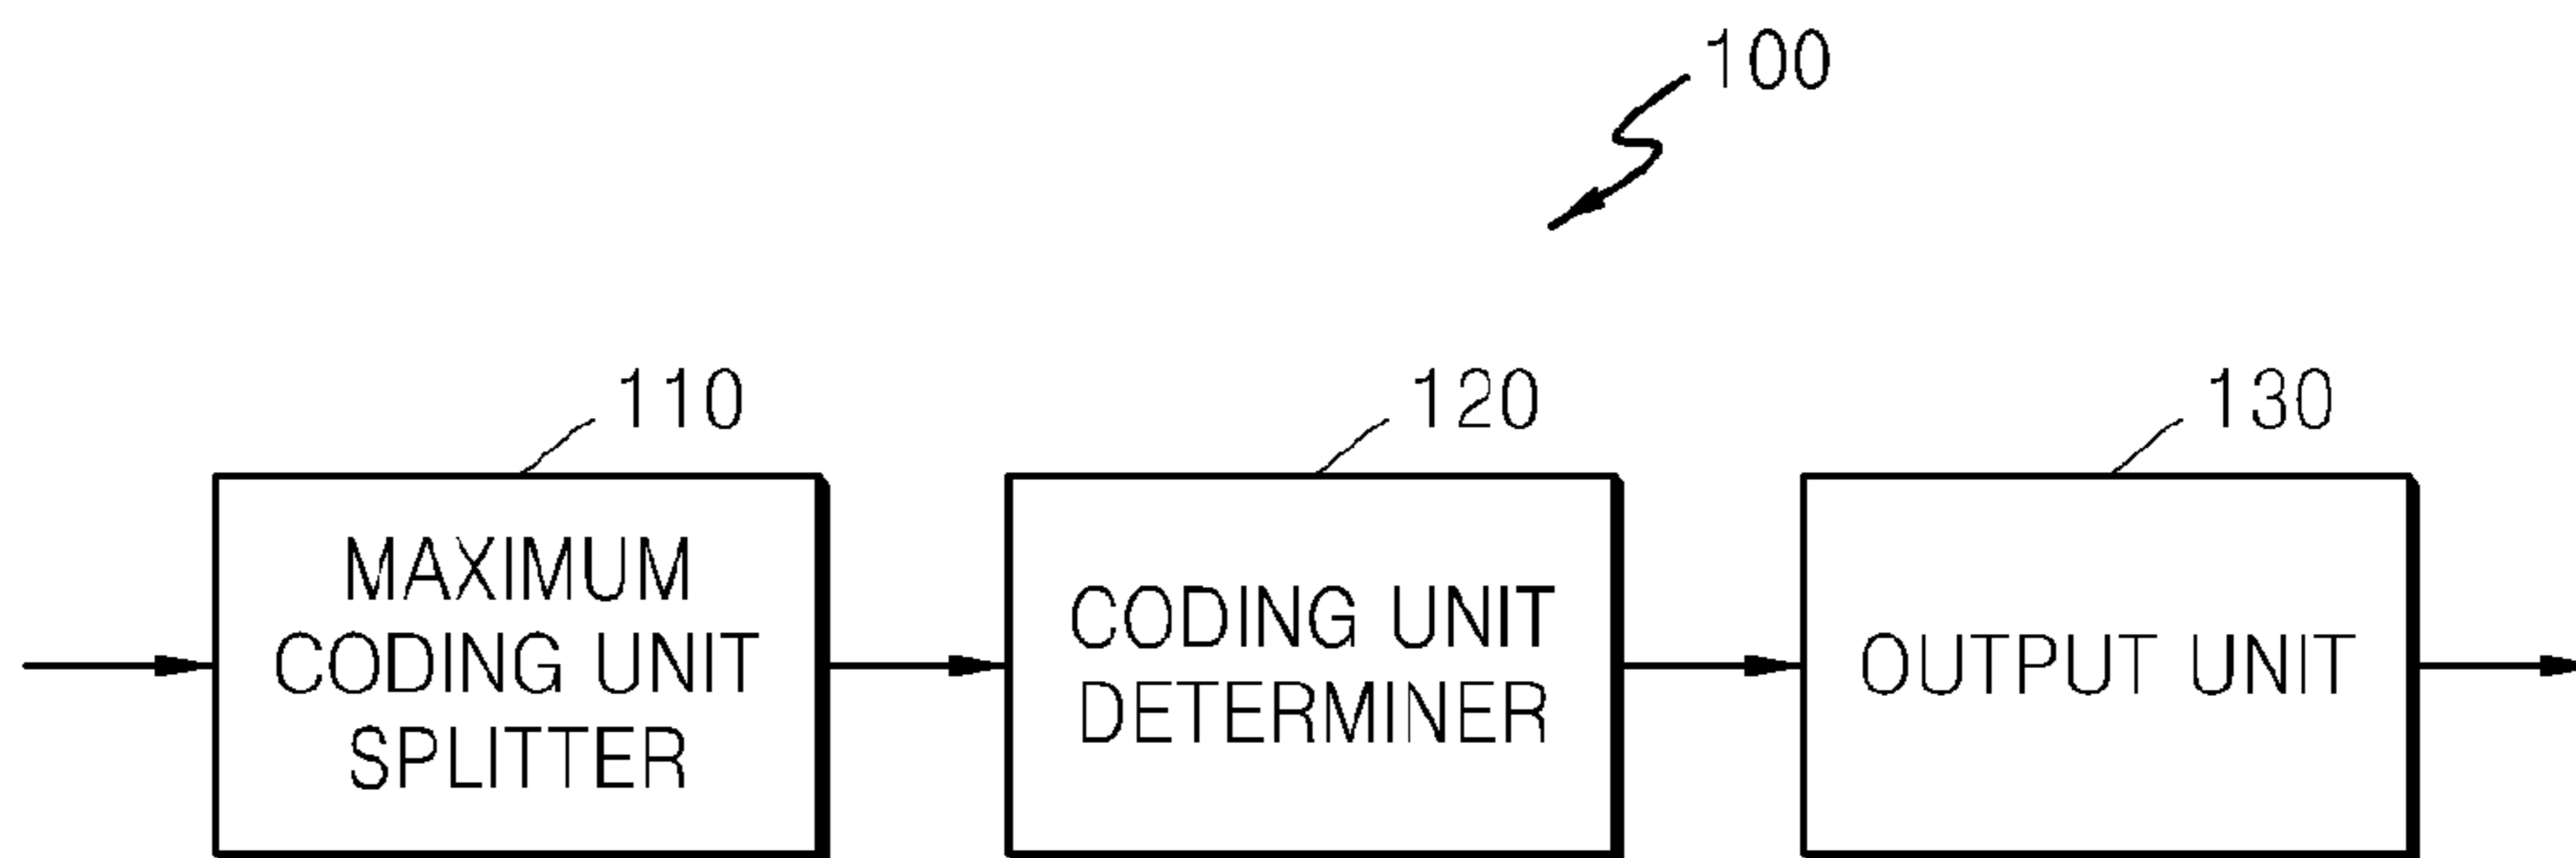 100
110
120
130
MAXIMUM
CODING UNIT
SPLITTER
CODING UNIT
DETERMINER
OUTPUT UNIT